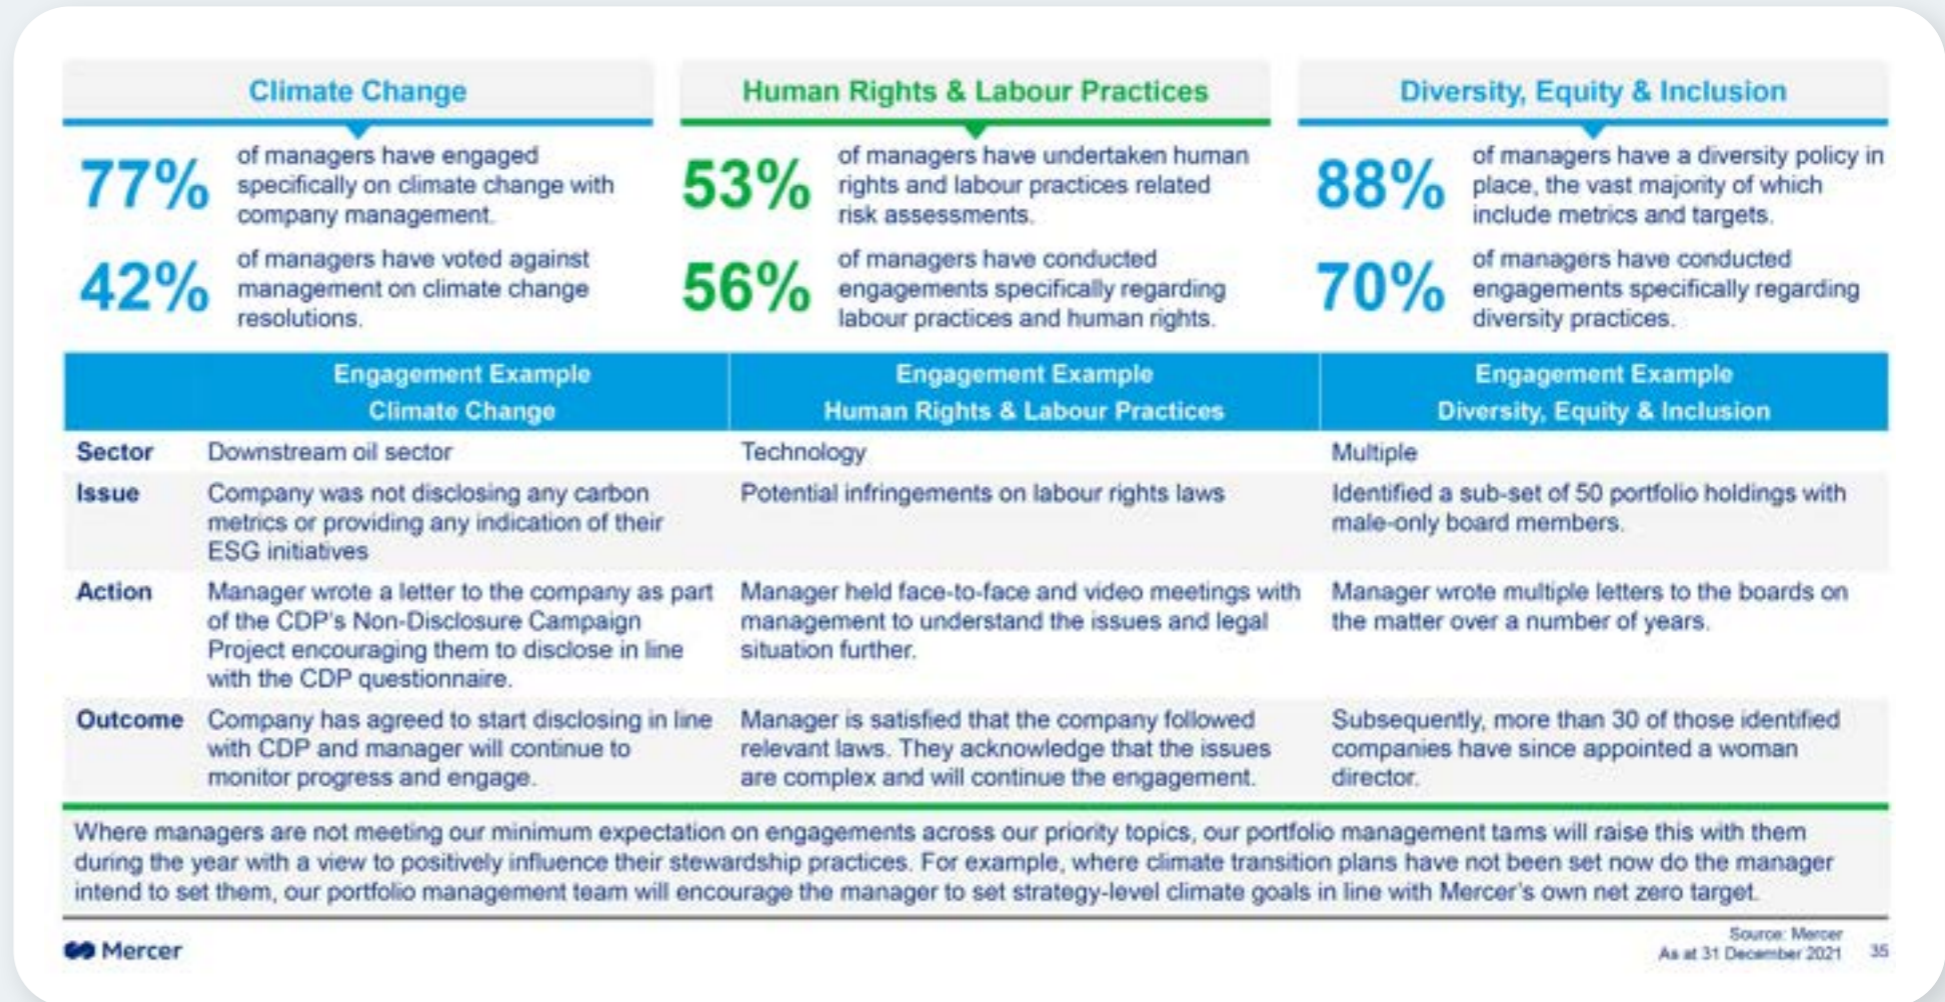 Climate Change
77%
of managers have engaged
specifically on climate change with
company management.
42%
of managers have voted against
management on climate change
resolutions.
Human Rights & Labour Practices
53%
of managers have undertaken human
rights and labour practices related
risk assessments.
56%
of managers have conducted
engagements specifically regarding
labour practices and human rights.
Diversity, Equity & Inclusion
88%
of managers have a diversity policy in
place, the vast majority of which
include metrics and targets.
70%
of managers have conducted
engagements specifically regarding
diversity practices.
Engagement Example
Climate Change
Engagement Example
Human Rights & Labour Practices
Engagement Example
Diversity, Equity & Inclusion
Sector
Downstream oil sector
Technology
Multiple
Issue
Company was not disclosing any carbon
metrics or providing any indication of their
ESG initiatives
Potential infringements on labour rights laws
Identified a sub-set of 50 portfolio holdings with
male-only board members.
Action
Manager wrote a letter to the company as part
of the CDP's Non-Disclosure Campaign
Project encouraging them to disclose in line
with the CDP questionnaire.
Manager held face-to-face and video meetings with
management to understand the issues and legal
situation further.
Manager wrote multiple letters to the boards on
the matter over a number of years.
Outcome
Company has agreed to start disclosing in line
with CDP and manager will continue to
monitor progress and engage.
Manager is satisfied that the company followed
relevant laws. They acknowledge that the issues
are complex and will continue the engagement.
Subsequently, more than 30 of those identified
companies have since appointed a woman
director.
Where managers are not meeting our minimum expectation on engagements across our priority topics, our portfolio management tams will raise this with them
during the year with a view to positively influence their stewardship practices. For example, where climate transition plans have not been set now do the manager
intend to set them, our portfolio management team will encourage the manager to set strategy-level climate goals in line with Mercer's own net zero target.
Mercer
Source: Mercer
As at 31 December 2021
35